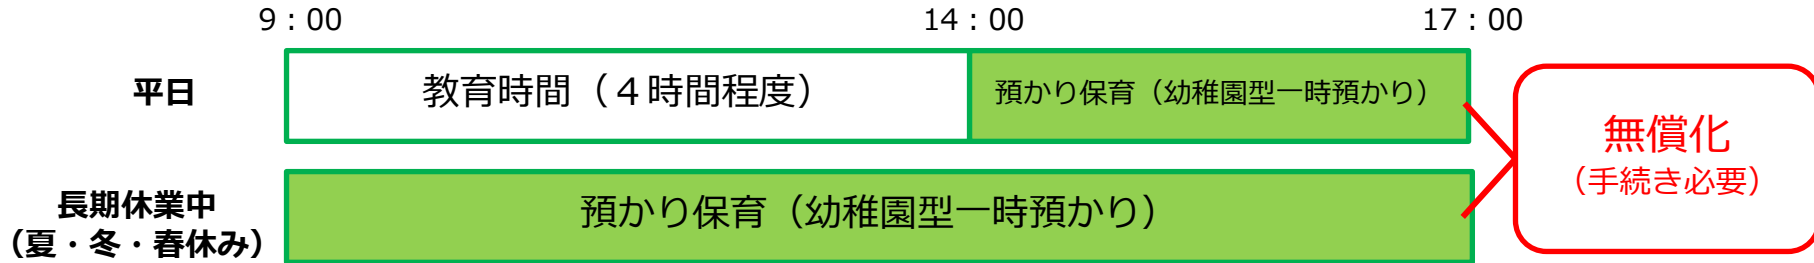 9：00 14：00 17：00
平日 教育時間（４時間程度） 預かり保育（幼稚園型一時預かり）
無償化
（手続き必要）
長期休業中
（夏・冬・春休み） 預かり保育（幼稚園型一時預かり）